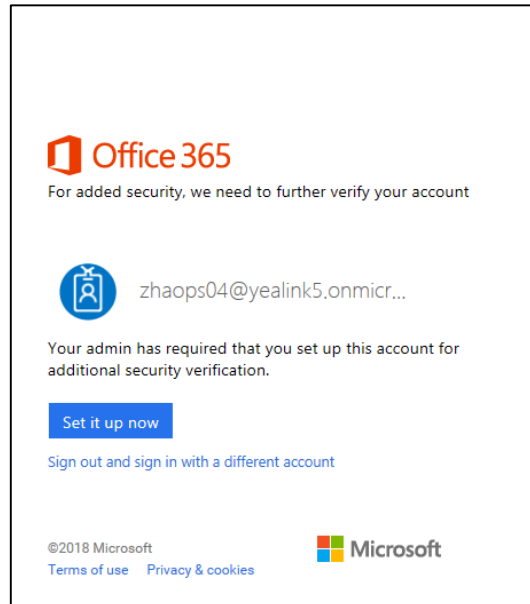 Office 365
For added security, we need to further verify your account
zhaops04@yealink5.onmicr...
Your admin has required that you set up this account for
additional security verification.
Set it up now
Sign out and sign in with a different account
©2018 Microsoft
Microsoft
Terms of use Privacy & cookies